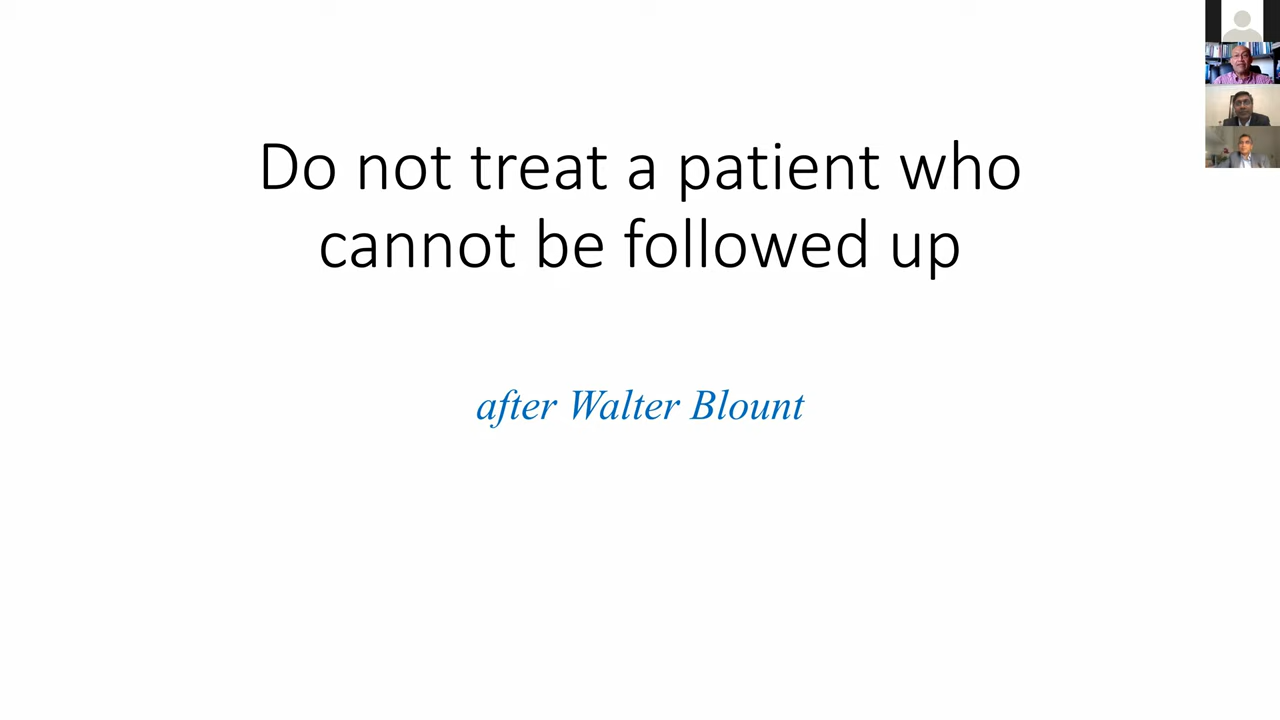 Do not treat a patient who
cannot be followed up
after Walter Blount